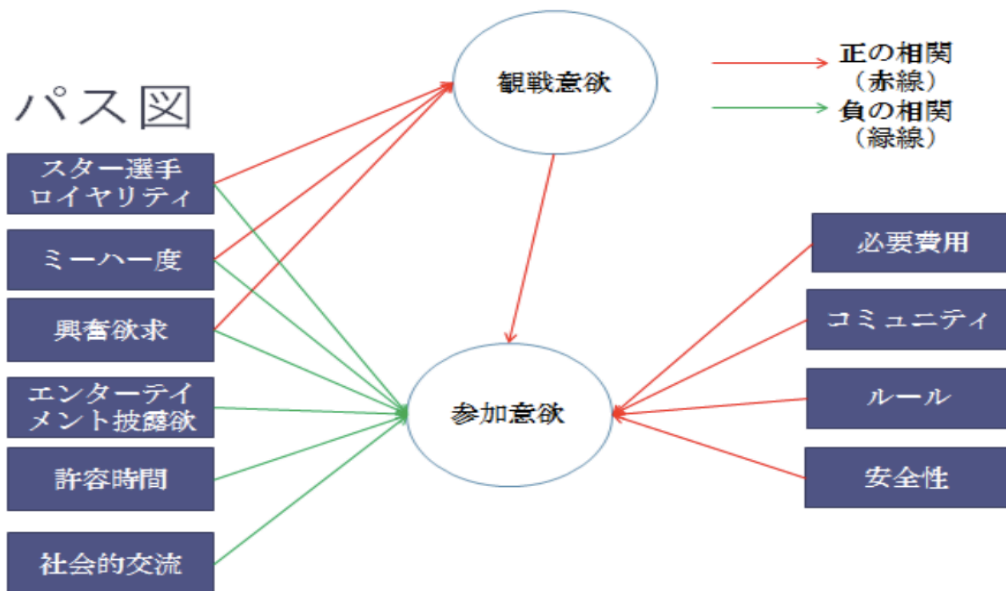 パス図
スター選手
ロイヤリティ
ミーハー度
興奮欲求
エンターテイ
メント披露欲
許容時間
社会的交流
観戦意欲
参加意欲
正の相関
（赤線）
負の相関
（緑線）
必要費用
コミュニティ
ルール
安全性